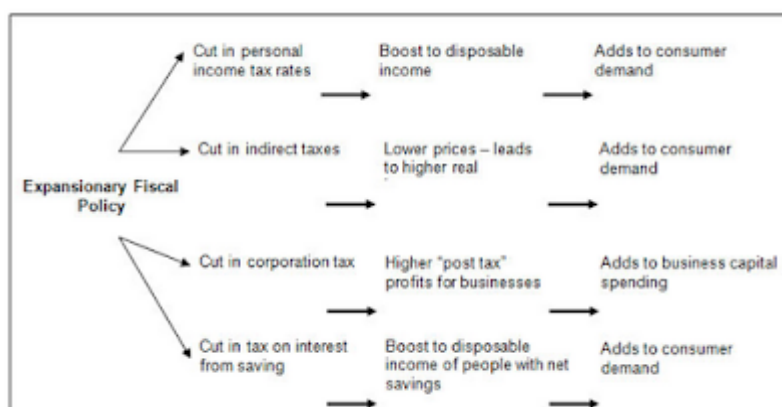 Cut in personal
income tax rates
Boost to disposable
income
Adds to consumer
demand
Cut in indirect taxes
Lower prices – leads
to higher real
Adds to consumer
demand
Expansionary Fiscal
Policy
Cut in corporation tax
Higher "post tax"
profits for businesses
Adds to business capital
spending
Cut in tax on interest
from saving
Boost to disposable
income of people with net
savings
Adds to consumer
demand